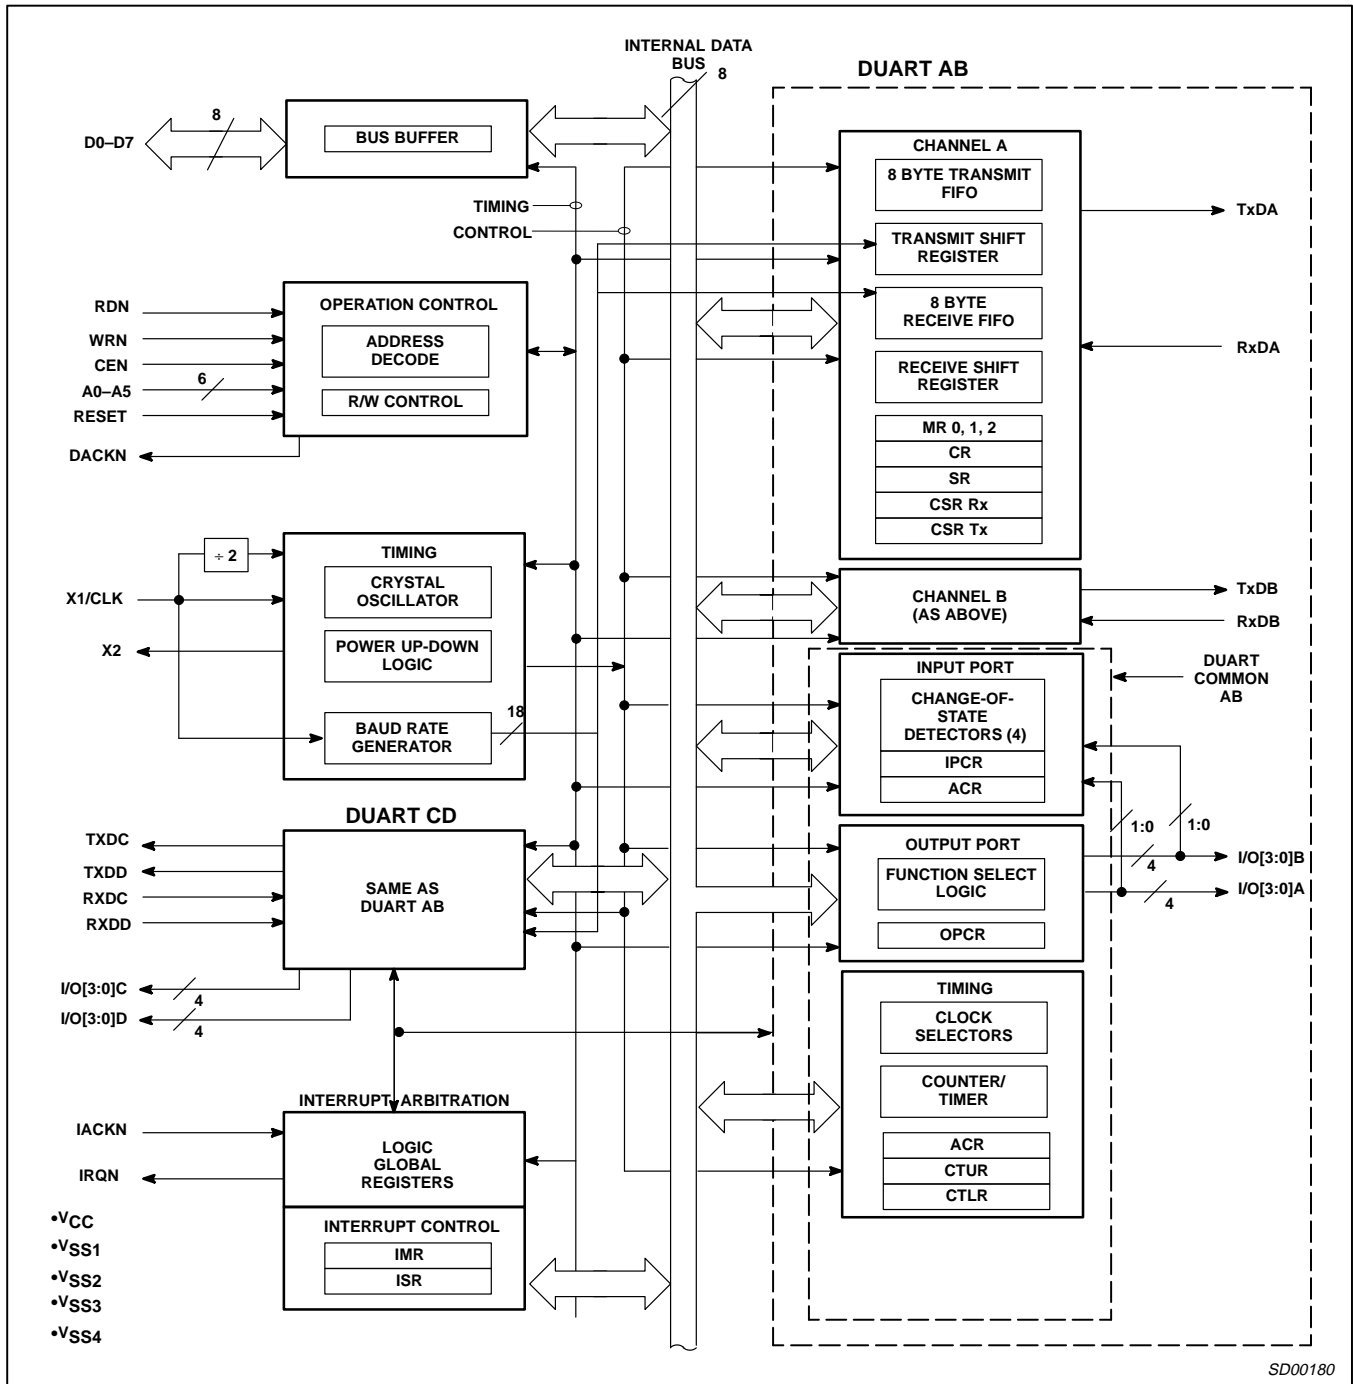 INTERNAL DATA
BUS
8
DUART AB
D0–D7
8
BUS BUFFER
TIMING
CONTROL
RDN
WRN
CEN
A0–A5
6
RESET
DACKN
OPERATION CONTROL
ADDRESS
DECODE
R/W CONTROL
÷ 2
X1/CLK
X2
TIMING
CRYSTAL
OSCILLATOR
POWER UP-DOWN
LOGIC
BAUD RATE
GENERATOR
18
DUART CD
TXDC
TXDD
RXDC
RXDD
SAME AS
DUART AB
I/O[3:0]C
4
I/O[3:0]D
4
INTERRUPT ARBITRATION
IACKN
IRQN
LOGIC
GLOBAL
REGISTERS
INTERRUPT CONTROL
IMR
ISR
•VCC
•VSS1
•VSS2
•VSS3
•VSS4
CHANNEL A
8 BYTE TRANSMIT
FIFO
TRANSMIT SHIFT
REGISTER
8 BYTE
RECEIVE FIFO
RECEIVE SHIFT
REGISTER
MR 0, 1, 2
CR
SR
CSR Rx
CSR Tx
TxDA
RxDA
CHANNEL B
(AS ABOVE)
TxDB
RxDB
DUART
COMMON
AB
INPUT PORT
CHANGE-OF-
STATE
DETECTORS (4)
IPCR
ACR
1:0
1:0
OUTPUT PORT
FUNCTION SELECT
LOGIC
OPCR
4
I/O[3:0]B
4
I/O[3:0]A
TIMING
CLOCK
SELECTORS
COUNTER/
TIMER
ACR
CTUR
CTLR
SD00180